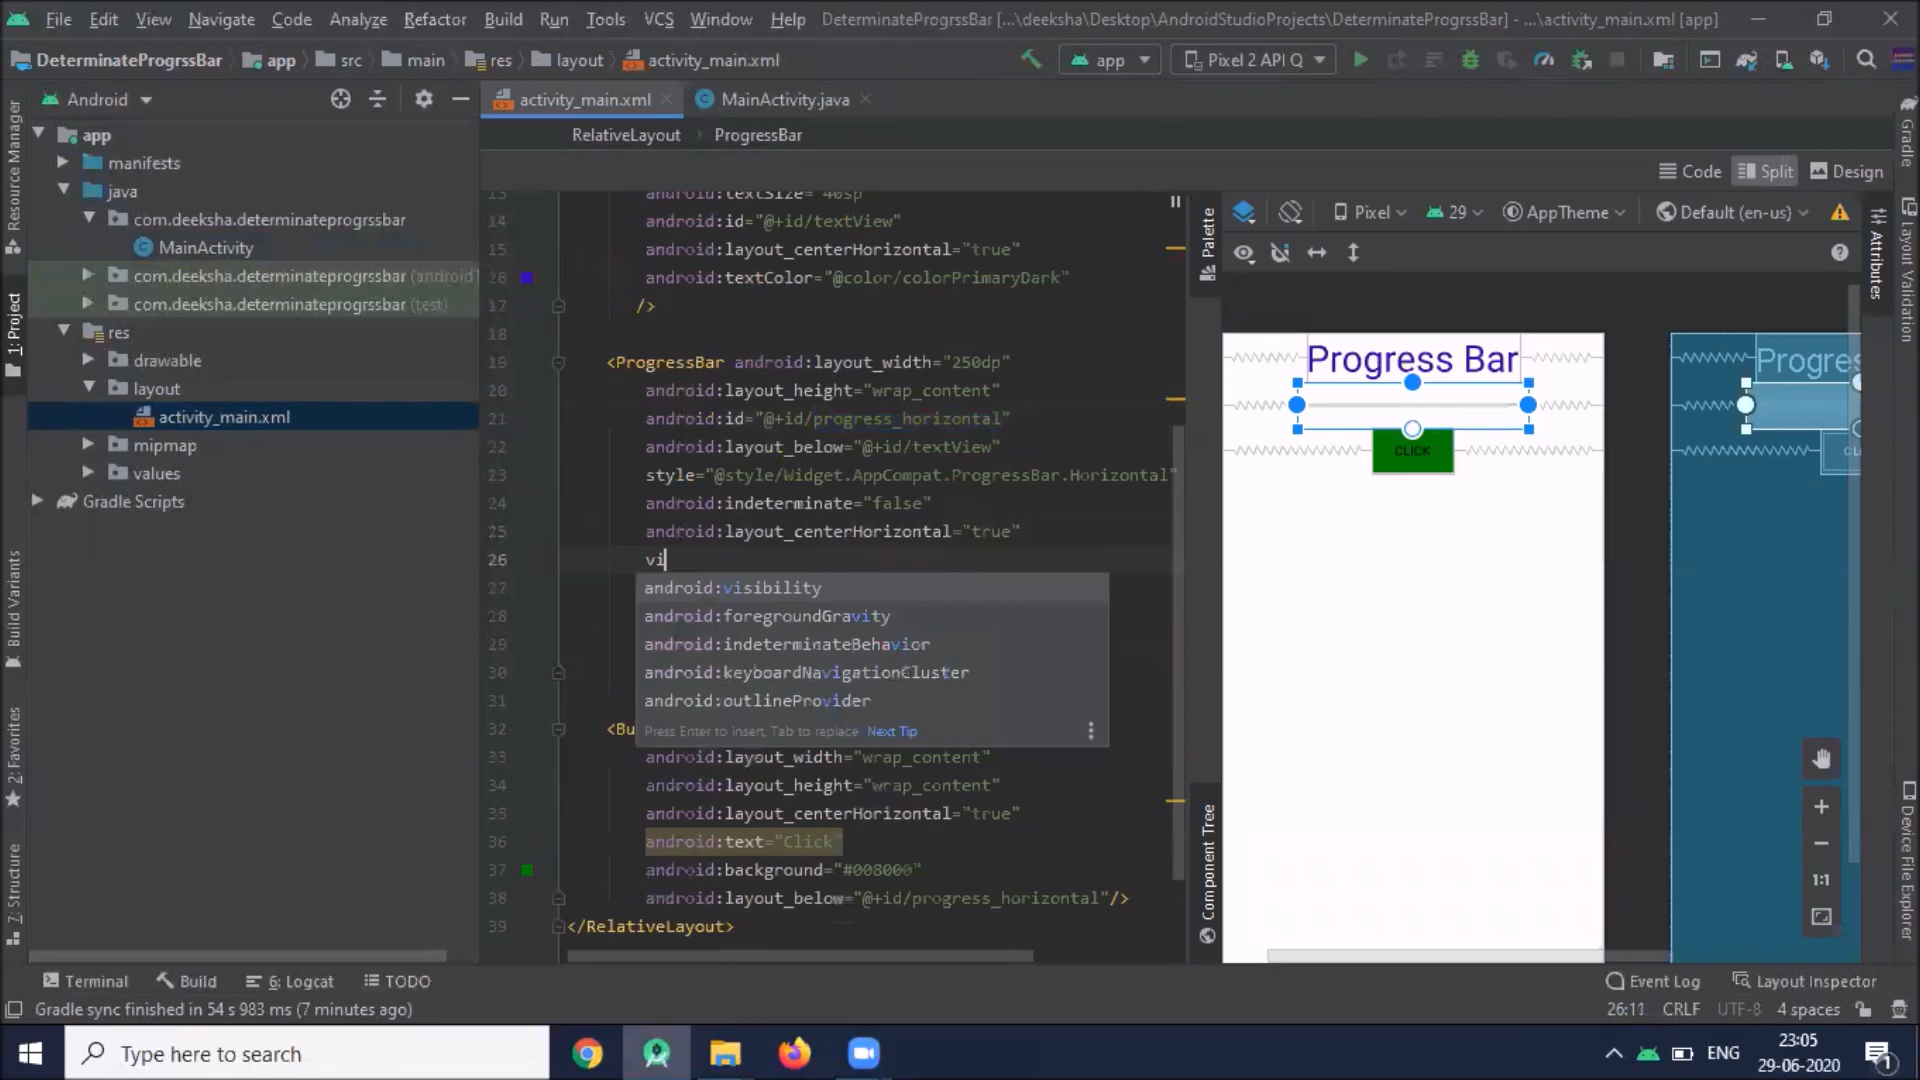 File Edit View Navigate Code Analyze Refactor Build Run Tools VCS Window Help DeterminateProgrssBar [...\deeksha\Desktop\AndroidStudioProjects\DeterminateProgrssBar] - ...\activity_main.xml [app]
DeterminateProgrssBar app src main res layout activity_main.xml app Pixel 2 API Q
Android activity_main.xml MainActivity.java
RelativeLayout ProgressBar
Code Split Design
app
manifests
java
com.deeksha.determinateprogrssbar
MainActivity
com.deeksha.determinateprogrssbar (android
com.deeksha.determinateprogrssbar (test)
res
drawable
layout
activity_main.xml
mipmap
values
Gradle Scripts
Resource Manager
1: Project
Build Variants
2: Favorites
7: Structure
13 android:textSize="40sp
14 android:id="@+id/textView"
15 android:layout_centerHorizontal="true"
16 android:textColor="@color/colorPrimaryDark"
17 />
18
19 <ProgressBar android:layout_width="250dp"
20 android:layout_height="wrap_content"
21 android:id="@+id/progress_horizontal"
22 android:layout_below="@+id/textView"
23 style="@style/Widget.AppCompat.ProgressBar.Horizontal"
24 android:indeterminate="false"
25 android:layout_centerHorizontal="true"
26 vi
27 android:visibility
28 android:foregroundGravity
29 android:indeterminateBehavior
30 android:keyboardNavigationCluster
31 android:outlineProvider
Press Enter to insert, Tab to replace Next Tip
32 <Bu
33 android:layout_width="wrap_content"
34 android:layout_height="wrap_content"
35 android:layout_centerHorizontal="true"
36 android:text="Click"
37 android:background="#008000"
38 android:layout_below="@+id/progress_horizontal"/>
39 </RelativeLayout>
Palette
Component Tree
Pixel 29 AppTheme Default (en-us)
Progress Bar
CLICK
Progres
CL
1:1
Attributes
Gradle
Layout Validation
Device File Explorer
Terminal Build 6: Logcat TODO Event Log Layout Inspector
Gradle sync finished in 54 s 983 ms (7 minutes ago) 26:11 CRLF UTF-8 4 spaces
Type here to search ENG 23:05
29-06-2020
1